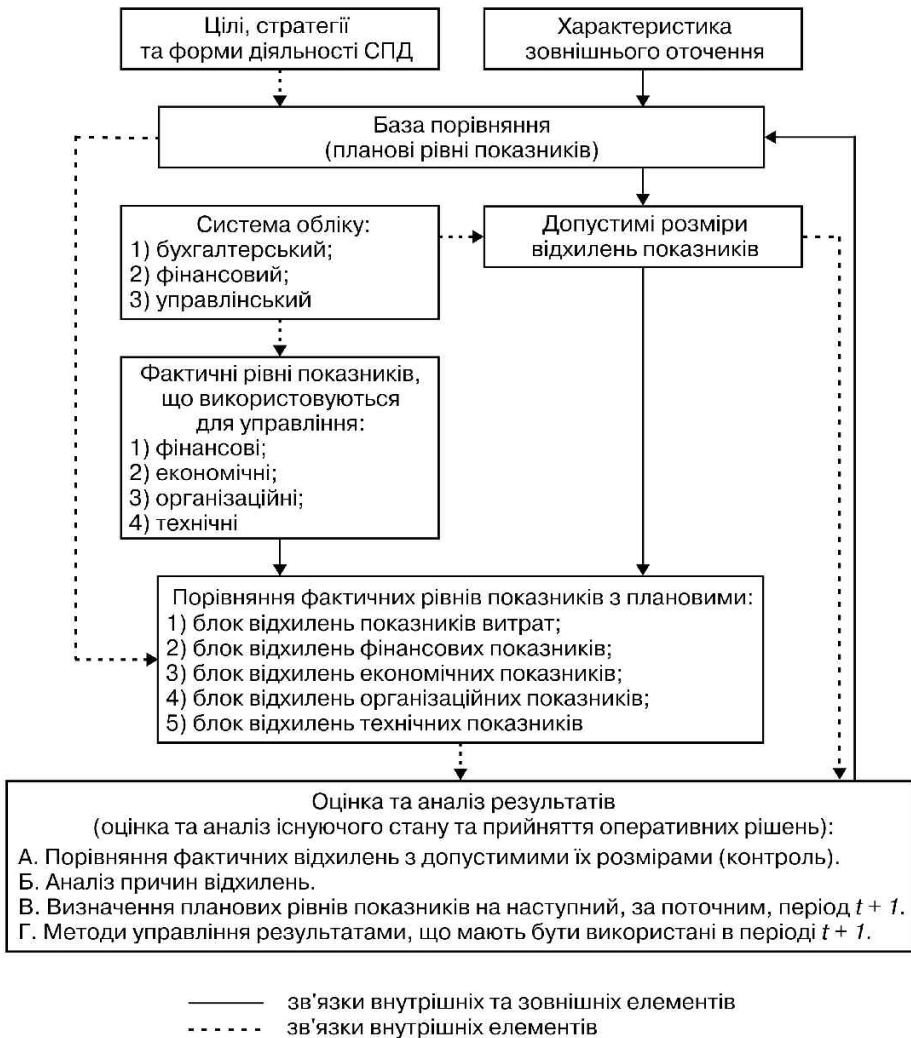 Цілі, стратегії
та форми діяльності СПД
Характеристика
зовнішнього оточення
База порівняння
(планові рівні показників)
Система обліку:
1) бухгалтерський;
2) фінансовий;
3) управлінський
Допустимі розміри
відхилень показників
Фактичні рівні показників,
що використовуються
для управління:
1) фінансові;
2) економічні;
3) організаційні;
4) технічні
Порівняння фактичних рівнів показників з плановими:
1) блок відхилень показників витрат;
2) блок відхилень фінансових показників;
3) блок відхилень економічних показників;
4) блок відхилень організаційних показників;
5) блок відхилень технічних показників
Оцінка та аналіз результатів
(оцінка та аналіз існуючого стану та прийняття оперативних рішень):
А. Порівняння фактичних відхилень з допустимими їх розмірами (контроль).
Б. Аналіз причин відхилень.
В. Визначення планових рівнів показників на наступний, за поточним, період t + 1.
Г. Методи управління результатами, що мають бути використані в періоді t + 1.
зв'язки внутрішніх та зовнішніх елементів
зв'язки внутрішніх елементів